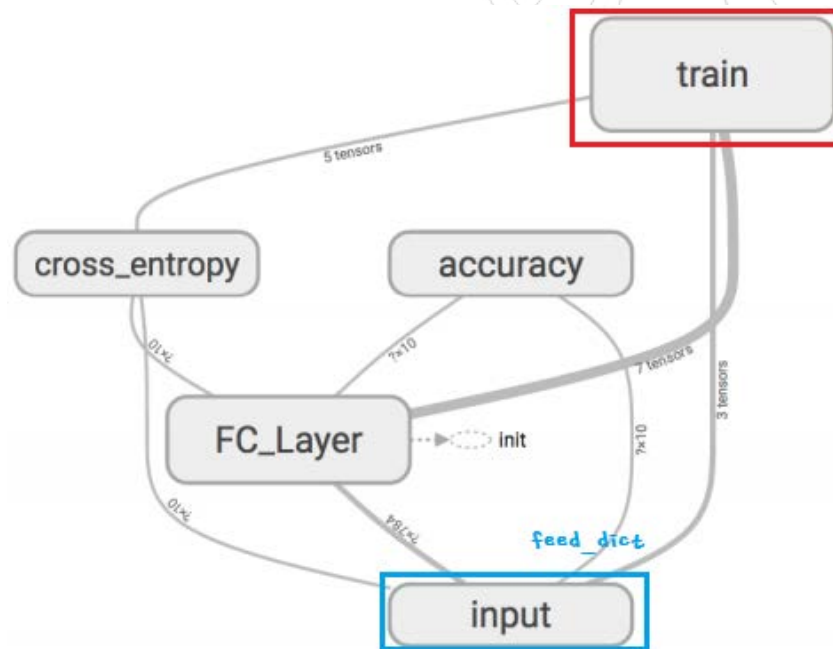 train
5 tensors
cross_entropy
accuracy
?×10
?×10
7 tensors
3 tensors
FC_Layer
init
?×10
?×10
?×784
feed_dict
input